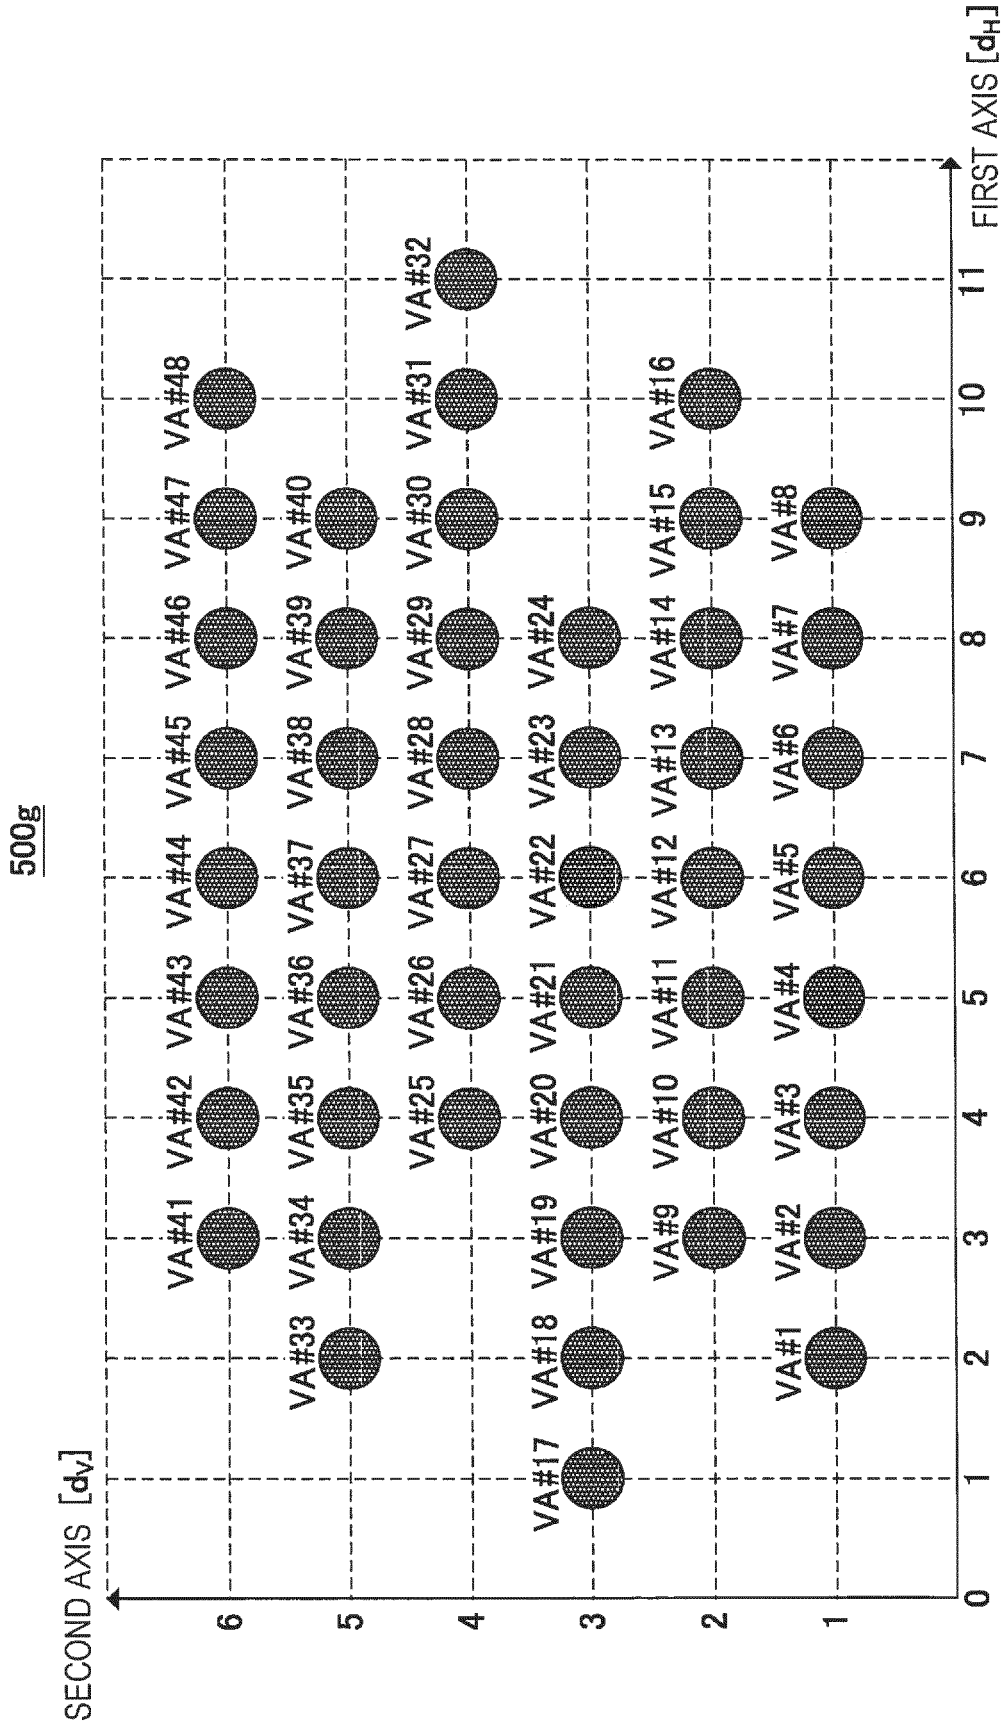 500g
SECOND AXIS [dV]
6
VA#41 VA#42 VA#43 VA#44 VA#45 VA#46 VA#47 VA#48
5
VA#33 VA#34 VA#35 VA#36 VA#37 VA#38 VA#39 VA#40
4
VA#25 VA#26 VA#27 VA#28 VA#29 VA#30 VA#31 VA#32
3
VA#17 VA#18 VA#19 VA#20 VA#21 VA#22 VA#23 VA#24
2
VA#9 VA#10 VA#11 VA#12 VA#13 VA#14 VA#15 VA#16
1
VA#1 VA#2 VA#3 VA#4 VA#5 VA#6 VA#7 VA#8
0 1 2 3 4 5 6 7 8 9 10 11
FIRST AXIS [dH]